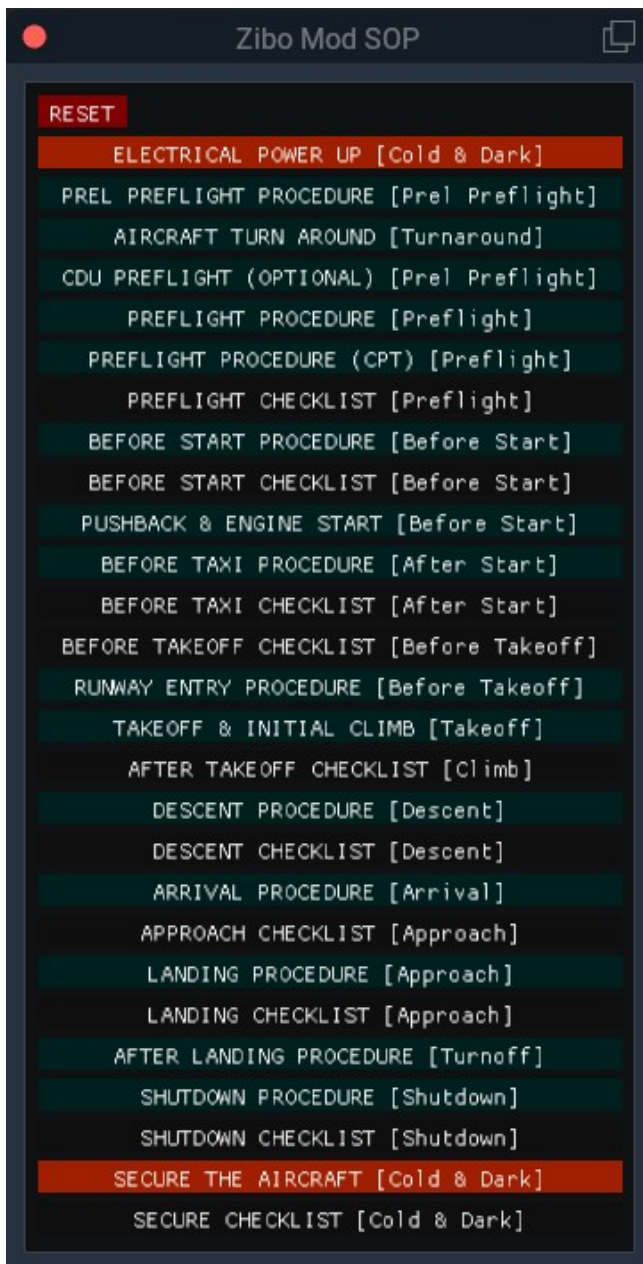 Zibo Mod SOP
RESET
ELECTRICAL POWER UP [Cold & Dark]
PREL PREFLIGHT PROCEDURE [Prel Preflight]
AIRCRAFT TURN AROUND [Turnaround]
CDU PREFLIGHT (OPTIONAL) [Prel Preflight]
PREFLIGHT PROCEDURE [Preflight]
PREFLIGHT PROCEDURE (CPT) [Preflight]
PREFLIGHT CHECKLIST [Preflight]
BEFORE START PROCEDURE [Before Start]
BEFORE START CHECKLIST [Before Start]
PUSHBACK & ENGINE START [Before Start]
BEFORE TAXI PROCEDURE [After Start]
BEFORE TAXI CHECKLIST [After Start]
BEFORE TAKEOFF CHECKLIST [Before Takeoff]
RUNWAY ENTRY PROCEDURE [Before Takeoff]
TAKEOFF & INITIAL CLIMB [Takeoff]
AFTER TAKEOFF CHECKLIST [Climb]
DESCENT PROCEDURE [Descent]
DESCENT CHECKLIST [Descent]
ARRIVAL PROCEDURE [Arrival]
APPROACH CHECKLIST [Approach]
LANDING PROCEDURE [Approach]
LANDING CHECKLIST [Approach]
AFTER LANDING PROCEDURE [Turnoff]
SHUTDOWN PROCEDURE [Shutdown]
SHUTDOWN CHECKLIST [Shutdown]
SECURE THE AIRCRAFT [Cold & Dark]
SECURE CHECKLIST [Cold & Dark]